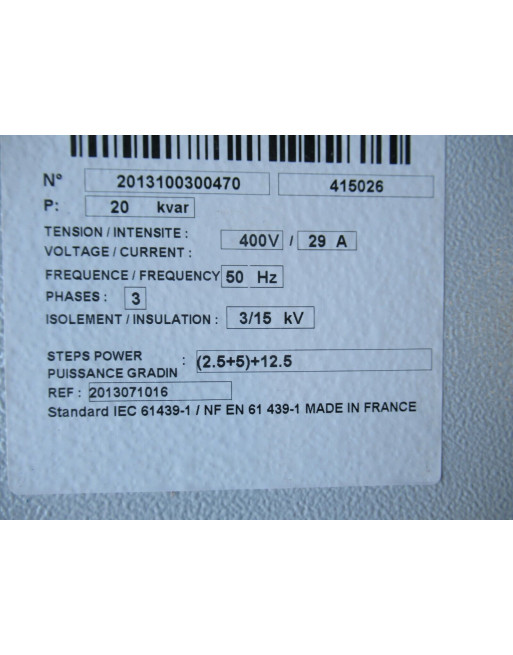 N° 2013100300470 415026
P: 20 kvar
TENSION / INTENSITE :
VOLTAGE / CURRENT : 400V / 29 A
FREQUENCE / FREQUENCY 50 Hz
PHASES : 3
ISOLEMENT / INSULATION : 3/15 kV
STEPS POWER
PUISSANCE GRADIN : (2.5+5)+12.5
REF : 2013071016
Standard IEC 61439-1 / NF EN 61 439-1 MADE IN FRANCE